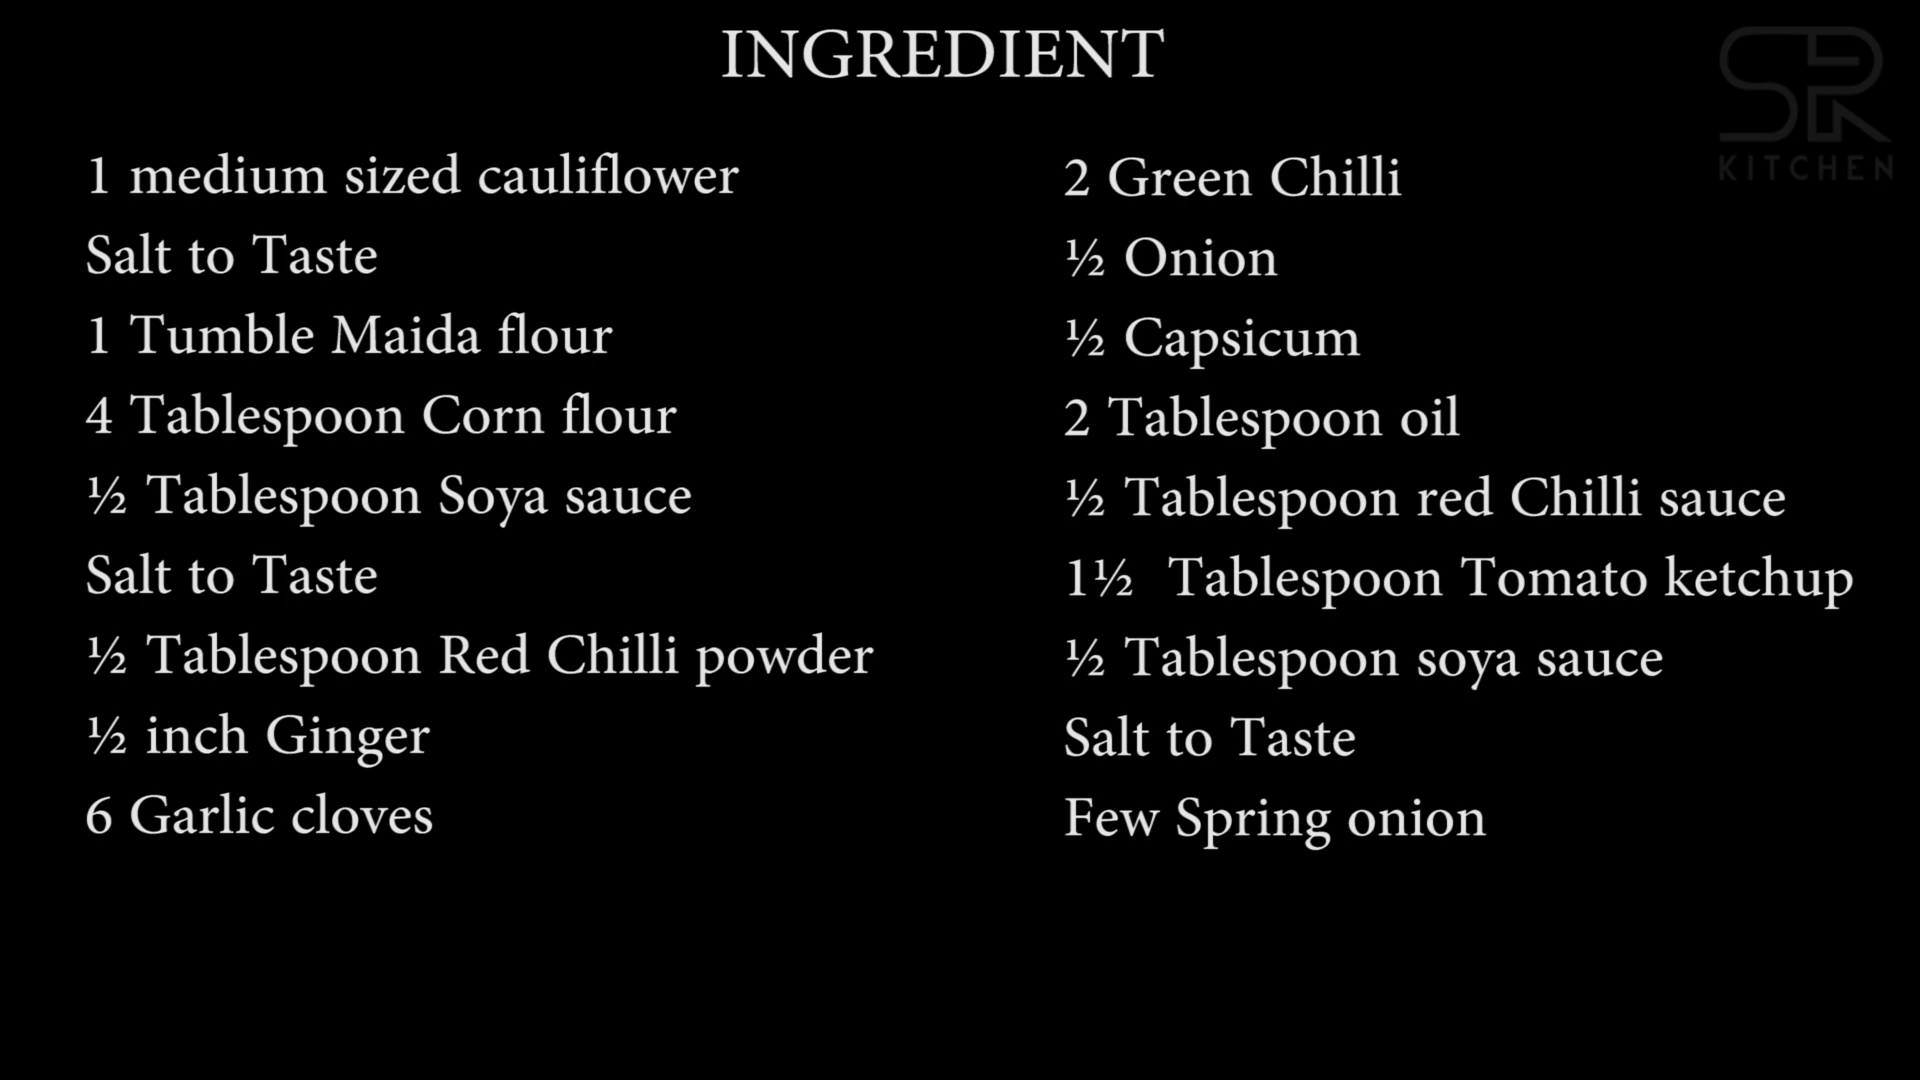 INGREDIENT
1 medium sized cauliflower
Salt to Taste
1 Tumble Maida flour
4 Tablespoon Corn flour
½ Tablespoon Soya sauce
Salt to Taste
½ Tablespoon Red Chilli powder
½ inch Ginger
6 Garlic cloves
2 Green Chilli
½ Onion
½ Capsicum
2 Tablespoon oil
½ Tablespoon red Chilli sauce
1½ Tablespoon Tomato ketchup
½ Tablespoon soya sauce
Salt to Taste
Few Spring onion
SR
KITCHEN